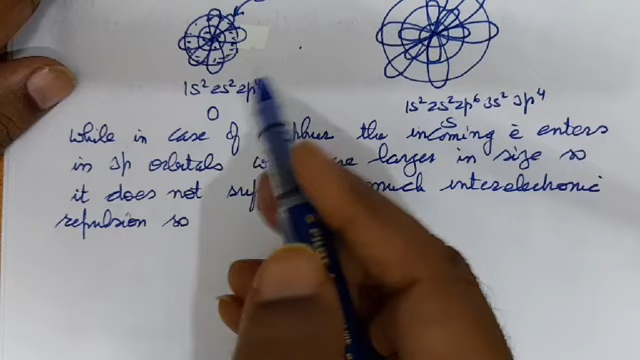 1s² 2s² 2p⁴
1s² 2s² 2p⁶ 3s² 3p⁴
O
S
While in case of the incoming e̅ enters
in 3p orbitals are larger in size so
it does not much interelectronic
repulsion so